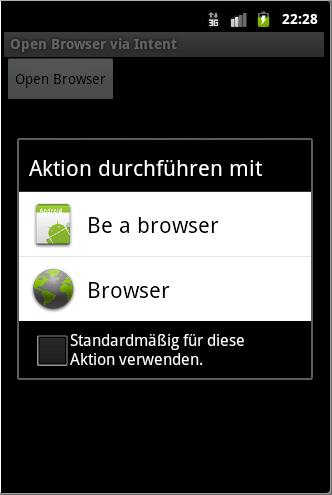 3G 22:28
Open Browser via Intent
Open Browser
Aktion durchführen mit
Android
Be a browser
Browser
Standardmäßig für diese
Aktion verwenden.